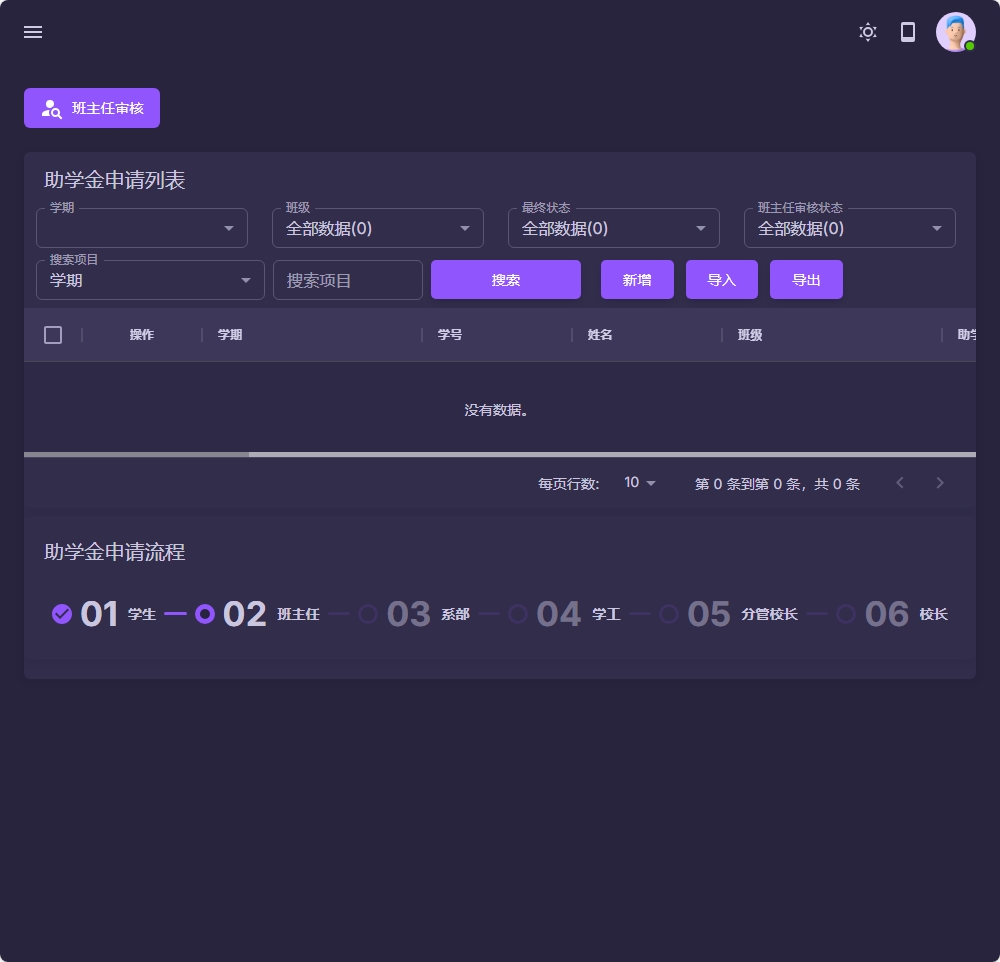 班主任审核
助学金申请列表
学期 班级 最终状态 班主任审核状态
全部数据(0) 全部数据(0) 全部数据(0)
搜索项目
学期 搜索项目 搜索 新增 导入 导出
操作 学期 学号 姓名 班级 助学
没有数据。
每页行数: 10 第 0 条到第 0 条，共 0 条
助学金申请流程
01 学生 02 班主任 03 系部 04 学工 05 分管校长 06 校长